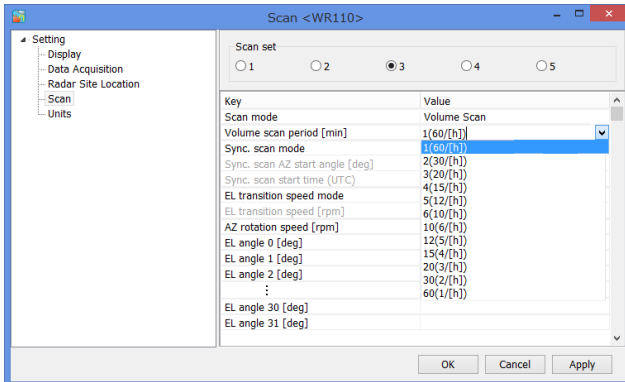 Scan <WR110>
Setting
Display
Data Acquisition
Radar Site Location
Scan
Units
Scan set
1 2 3 4 5
Key Value
Scan mode Volume Scan
Volume scan period [min] 1(60/[h])
Sync. scan mode 1(60/[h])
Sync. scan AZ start angle [deg] 2(30/[h])
Sync. scan start time (UTC) 3(20/[h])
4(15/[h])
EL transition speed mode 5(12/[h])
EL transition speed [rpm] 6(10/[h])
AZ rotation speed [rpm] 10(6/[h])
EL angle 0 [deg] 12(5/[h])
EL angle 1 [deg] 15(4/[h])
EL angle 2 [deg] 20(3/[h])
30(2/[h])
60(1/[h])
EL angle 30 [deg]
EL angle 31 [deg]
OK Cancel Apply